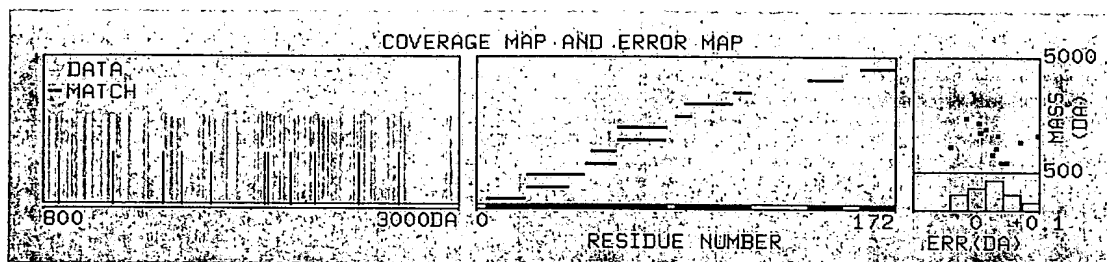 COVERAGE MAP AND ERROR MAP
DATA
MATCH
800
3000DA
0
172
RESIDUE NUMBER
5000
500
MASS
(DA)
0
0.1
ERR(DA)